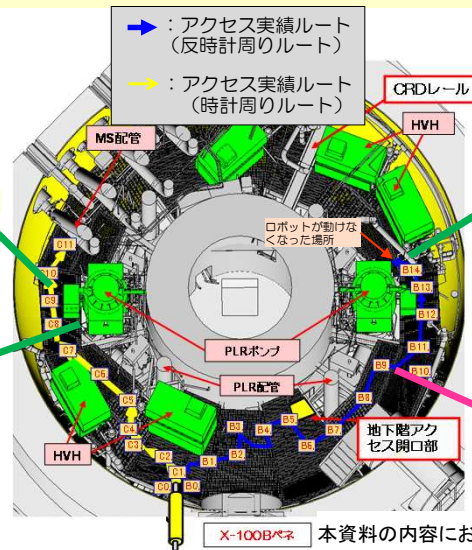 ：アクセス実績ルート
（反時計周りルート）
：アクセス実績ルート
（時計周りルート）
CRDレール
MS配管
HVH
ロボットが動けな
くなった場所
C11
C10
C9
C8
C7
C6
C5
C4
C3
C2
C1
C0
B14
B13
B12
B11
B10
B9
B8
B7
B6
B5
B4
B3
B2
B1
B0
PLRポンプ
PLR配管
HVH
地下階アク
セス開口部
X-100Bペネ
本資料の内容にお